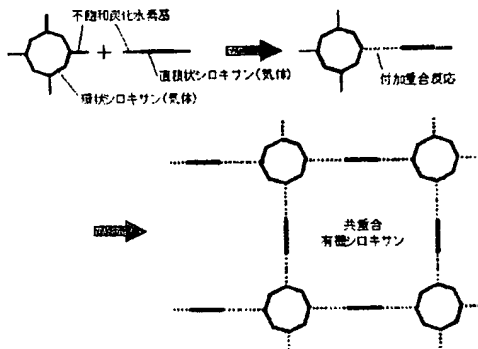 不飽和炭化水素基
直鎖状シロキサン(気体)
環状シロキサン(気体)
付加重合反応
共重合
有機シロキサン